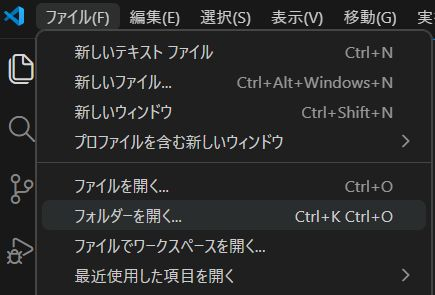 ファイル(F) 編集(E) 選択(S) 表示(V) 移動(G) 実
新しいテキスト ファイル Ctrl+N
新しいファイル... Ctrl+Alt+Windows+N
新しいウィンドウ Ctrl+Shift+N
プロファイルを含む新しいウィンドウ
ファイルを開く... Ctrl+O
フォルダーを開く... Ctrl+K Ctrl+O
ファイルでワークスペースを開く...
最近使用した項目を開く